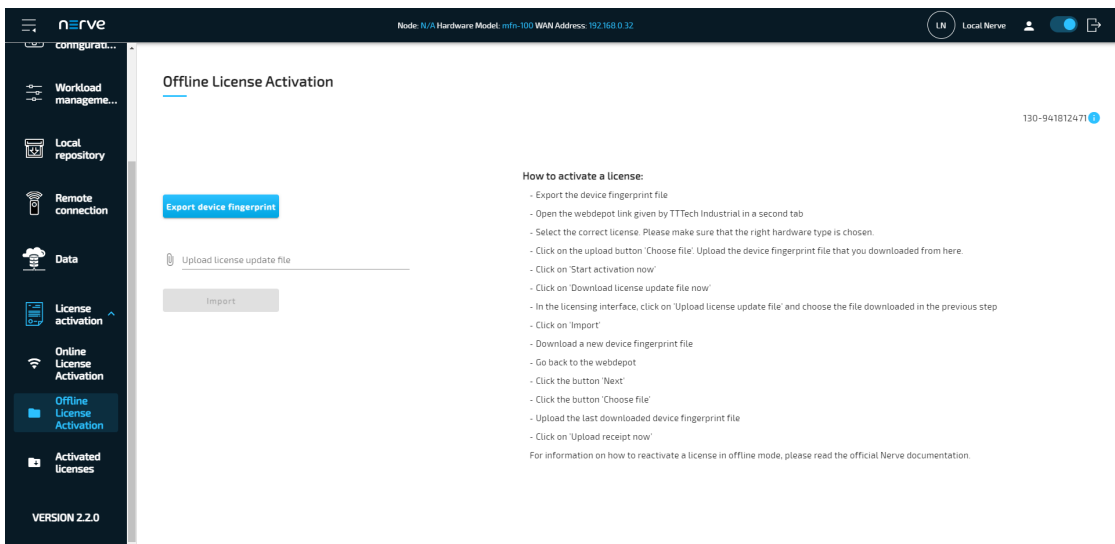 nerve
Node: N/A Hardware Model: mfn-100 WAN Address: 192.168.0.32
LN
Local Nerve
configurati...
Workload
manageme...
Local
repository
Remote
connection
Data
License
activation
Online
License
Activation
Offline
License
Activation
Activated
licenses
VERSION 2.2.0
Offline License Activation
130-941812471
Export device fingerprint
Upload license update file
Import
How to activate a license:
- Export the device fingerprint file
- Open the webdepot link given by TTTech Industrial in a second tab
- Select the correct license. Please make sure that the right hardware type is chosen.
- Click on the upload button 'Choose file'. Upload the device fingerprint file that you downloaded from here.
- Click on 'Start activation now'
- Click on 'Download license update file now'
- In the licensing interface, click on 'Upload license update file' and choose the file downloaded in the previous step
- Click on 'Import'
- Download a new device fingerprint file
- Go back to the webdepot
- Click the button 'Next'
- Click the button 'Choose file'
- Upload the last downloaded device fingerprint file
- Click on 'Upload receipt now'
For information on how to reactivate a license in offline mode, please read the official Nerve documentation.